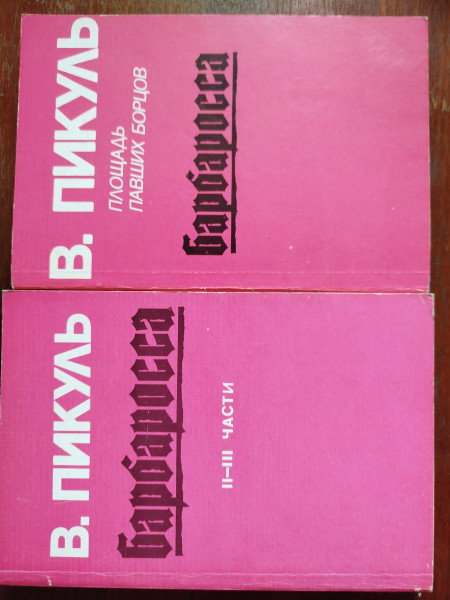 В. ПИКУЛЬ
ПЛОЩАДЬ
ПАВШИХ БОРЦОВ
Барбаросса
В. ПИКУЛЬ
Барбаросса
II–III ЧАСТИ